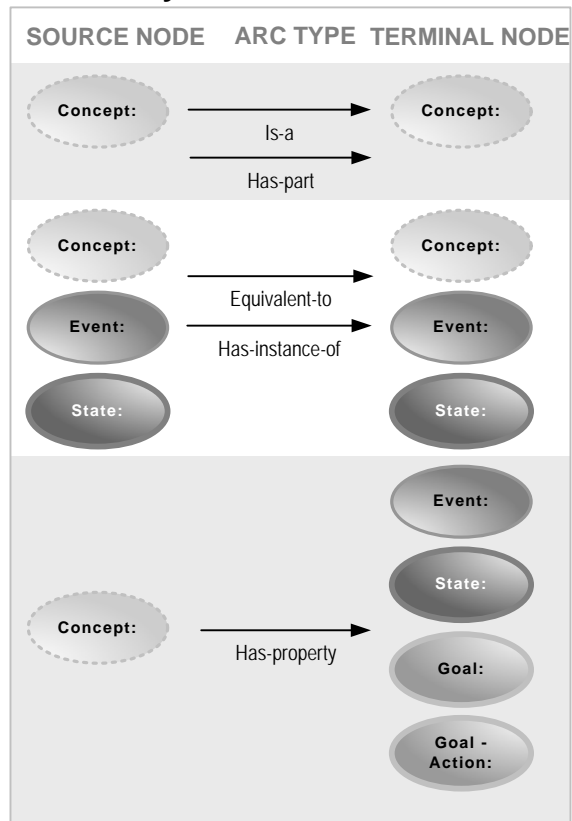 SOURCE NODE ARC TYPE TERMINAL NODE
Concept: Concept:
Is-a
Has-part
Concept: Concept:
Equivalent-to
Event: Event:
Has-instance-of
State: State:
Event:
State:
Concept:
Has-property
Goal:
Goal -
Action: